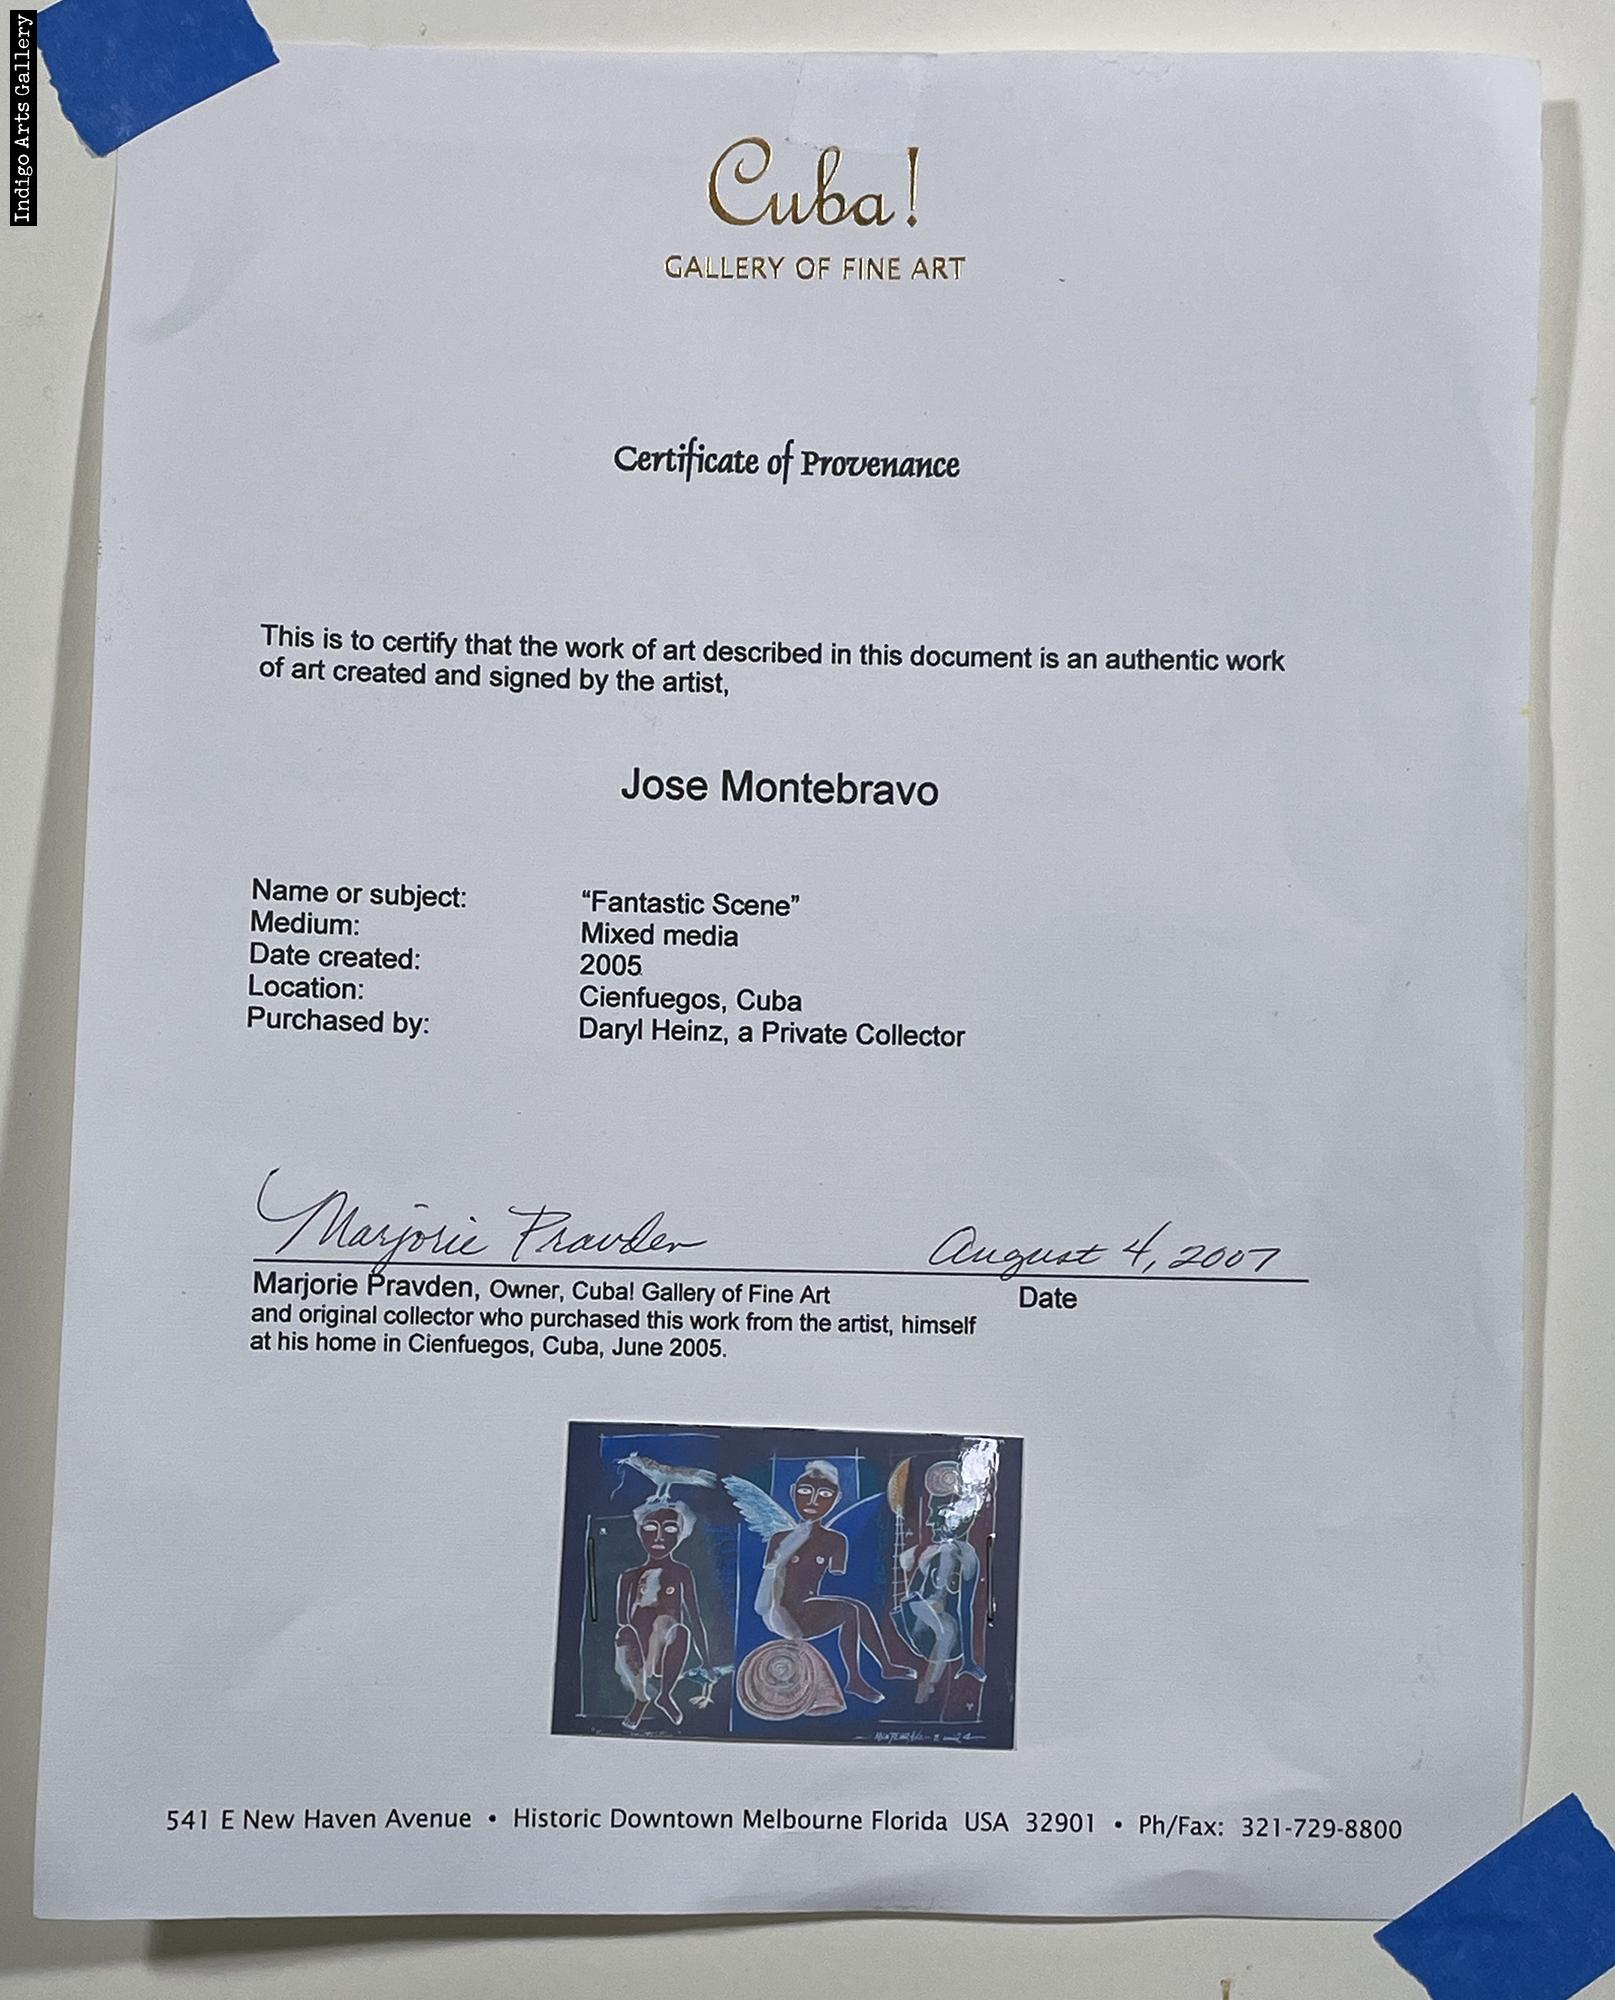 Indigo Arts Gallery
Cuba!
GALLERY OF FINE ART
Certificate of Provenance
This is to certify that the work of art described in this document is an authentic work
of art created and signed by the artist,
Jose Montebravo
Name or subject: “Fantastic Scene”
Medium: Mixed media
Date created: 2005
Location: Cienfuegos, Cuba
Purchased by: Daryl Heinz, a Private Collector
Marjorie Pravden August 4, 2007
Marjorie Pravden, Owner, Cuba! Gallery of Fine Art Date
and original collector who purchased this work from the artist, himself
at his home in Cienfuegos, Cuba, June 2005.
541 E New Haven Avenue • Historic Downtown Melbourne Florida USA 32901 • Ph/Fax: 321-729-8800